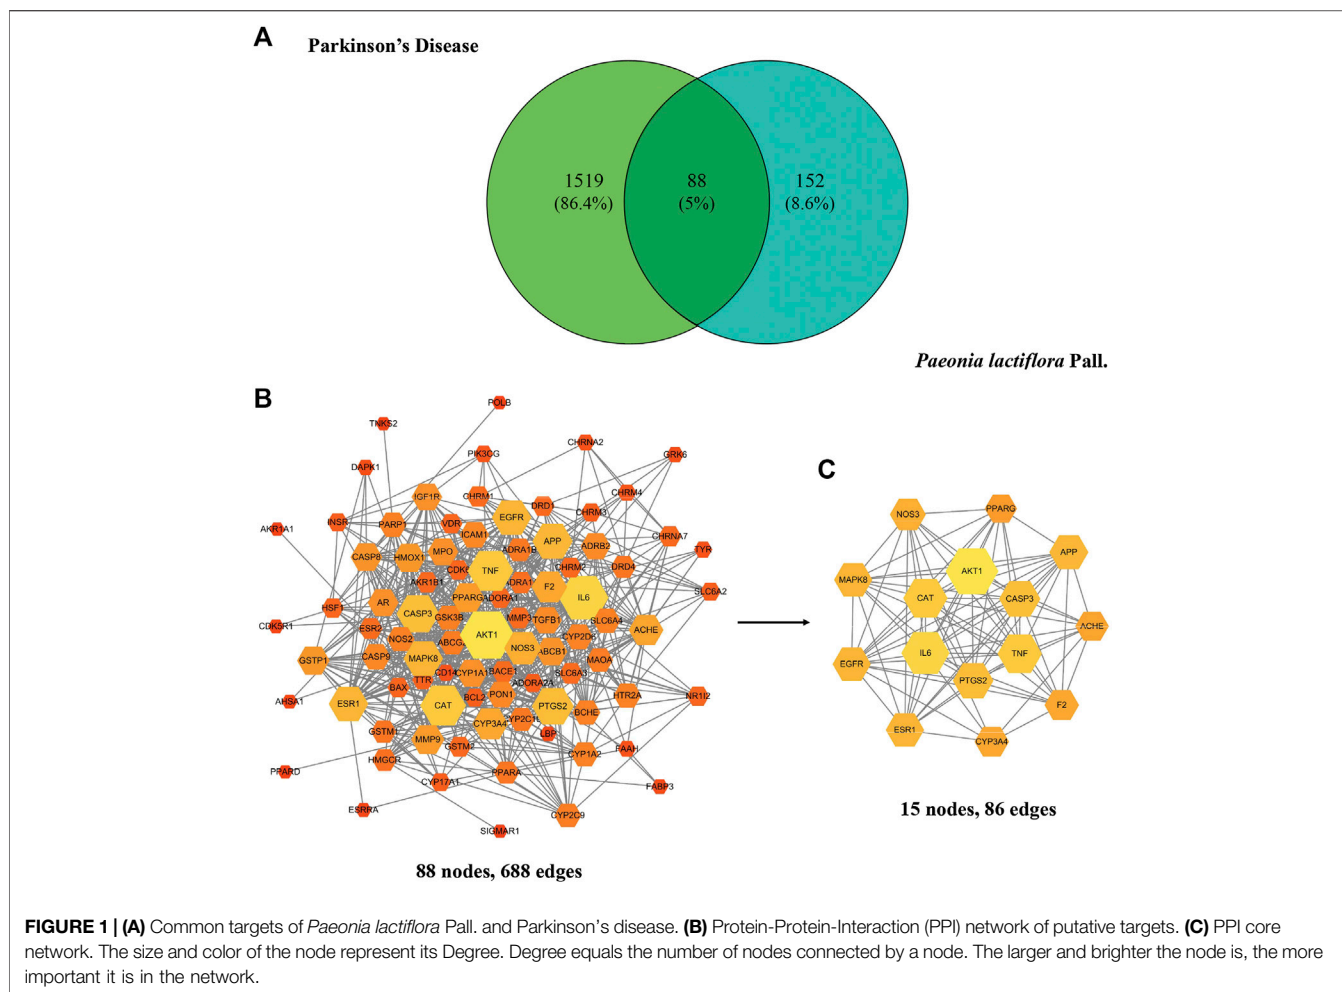 A
Parkinson's Disease
1519
(86.4%)
88
(5%)
152
(8.6%)
Paeonia lactiflora Pall.
B
POLB
TNKS2
CHRNA2
PIK3CG
GRK6
DAPK1
CHRM4
IGF1R
CHRM1
DRD1
CHRM3
EGFR
AKR1A1
INSR
PARP1
VDR
ICAM1
CHRNA7
APP
ADRA1B
ADRB2
TYR
CASP8
HMOX1
MPO
CDK6
TNF
CHRM2
DRD4
AKR1B1
F2
SLC6A2
AR
PPARG
ADORA1
IL6
HSF1
CASP3
GSK3B
MMP3
TGFB1
SLC6A4
CDK5R1
ESR2
AKT1
ACHE
NOS2
CYP2D6
NOS3
ABCB1
CASP9
MAPK8
MAOA
GSTP1
CD14
CYP1A1
BACE1
SLC6A3
TTR
ADORA2A
BAX
BCL2
PON1
HTR2A
NR1I2
AHSA1
ESR1
CAT
PTGS2
BCHE
CYP3A4
GSTM1
MMP9
LBP
GSTM2
FAAH
HMGCR
CYP1A2
PPARD
PPARA
CYP17A1
FABP3
ESRRA
CYP2C9
SIGMAR1
88 nodes, 688 edges
C
NOS3
PPARG
APP
AKT1
MAPK8
CAT
CASP3
ACHE
IL6
TNF
EGFR
PTGS2
F2
ESR1
CYP3A4
15 nodes, 86 edges
FIGURE 1 | (A) Common targets of Paeonia lactiflora Pall. and Parkinson's disease. (B) Protein-Protein-Interaction (PPI) network of putative targets. (C) PPI core
network. The size and color of the node represent its Degree. Degree equals the number of nodes connected by a node. The larger and brighter the node is, the more
important it is in the network.